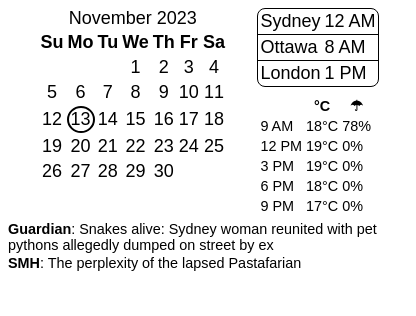 November 2023
Su Mo Tu We Th Fr Sa
1 2 3 4
5 6 7 8 9 10 11
12 13 14 15 16 17 18
19 20 21 22 23 24 25
26 27 28 29 30
Sydney 12 AM
Ottawa 8 AM
London 1 PM
°C ☂
9 AM 18°C 78%
12 PM 19°C 0%
3 PM 19°C 0%
6 PM 18°C 0%
9 PM 17°C 0%
Guardian: Snakes alive: Sydney woman reunited with pet
pythons allegedly dumped on street by ex
SMH: The perplexity of the lapsed Pastafarian